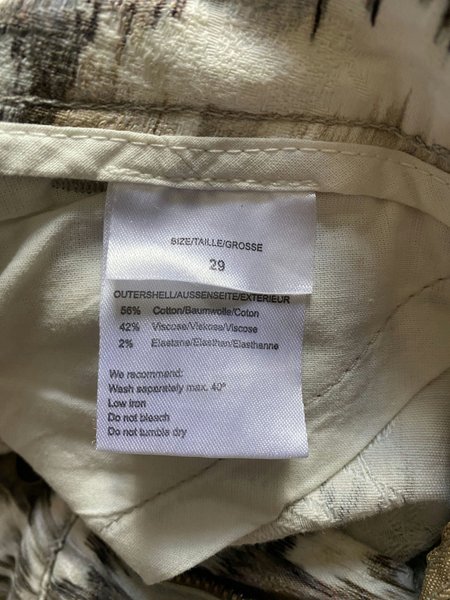 SIZE/TAILLE/GROSSE
29
OUTERSHELL/AUSSENSEITE/EXTERIEUR
56% Cotton/Baumwolle/Coton
42% Viscose/Viskose/Viscose
2% Elastane/Elasthan/Elasthanne
We recommend:
Wash separately max. 40°
Low iron
Do not bleach
Do not tumble dry